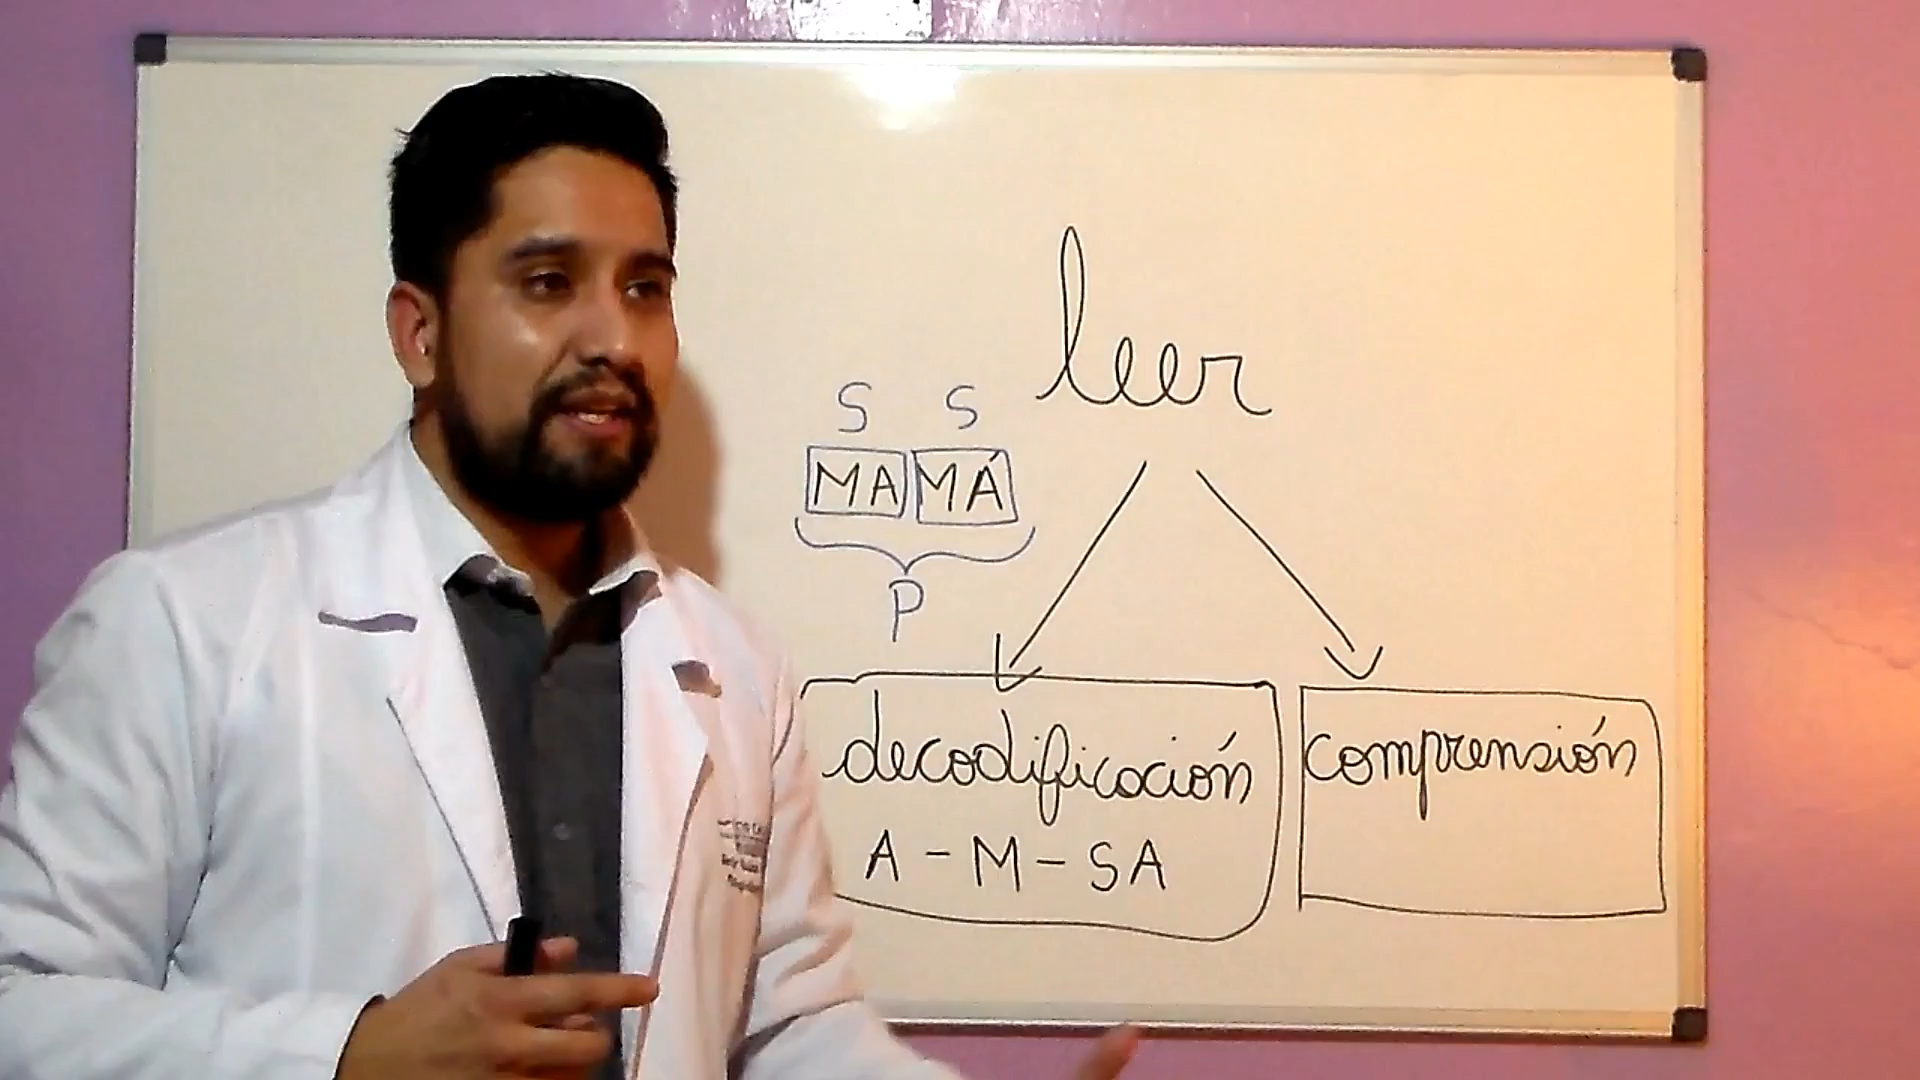 leer
S S
MA MÁ
P
decodificación
A - M - SA
comprensión